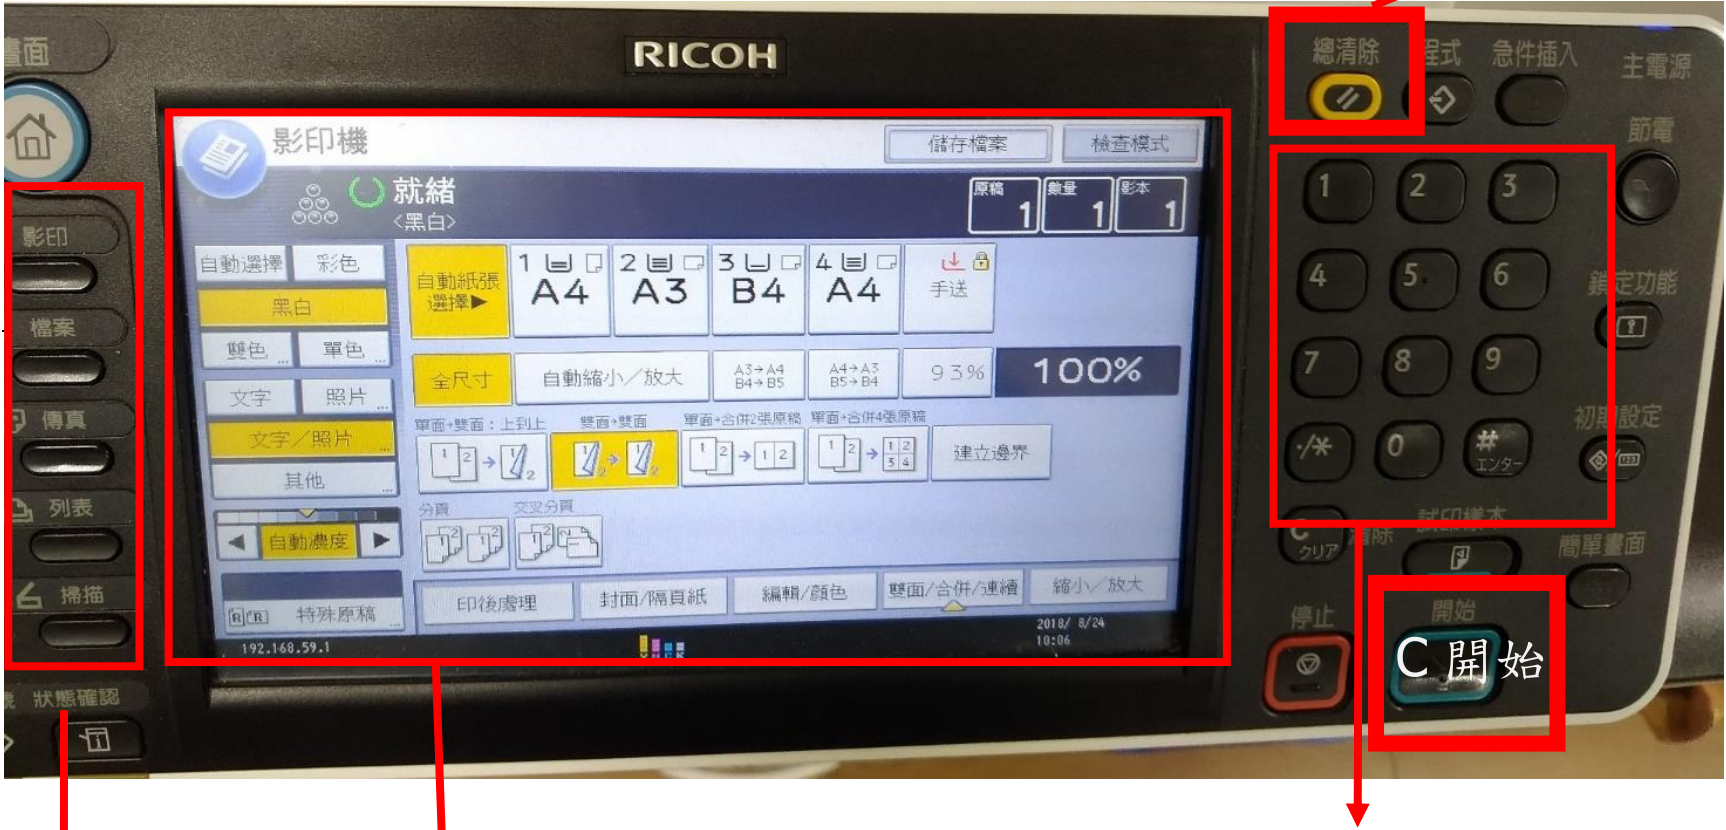 畫面
RICOH
總清除
程式
急件插入
主電源
節電
影印機
儲存檔案
檢查模式
就緒
<黑白>
原稿 1
數量 1
影本 1
影印
檔案
傳真
列表
掃描
狀態確認
自動選擇 彩色
黑白
雙色 單色
文字 照片
文字/照片
其他
自動濃度
特殊原稿
自動紙張
選擇▶
1 A4
2 A3
3 B4
4 A4
手送
全尺寸
自動縮小/放大
A3→A4
B4→B5
A4→A3
B5→B4
93%
100%
單面→雙面:上到上
雙面→雙面
單面→合併2張原稿
單面→合併4張原稿
建立邊界
分頁
交叉分頁
印後處理
封面/隔頁紙
編輯/顏色
雙面/合併/連續
縮小/放大
192.168.59.1
Y M C K
2018/ 8/24
10:06
1 2 3
4 5 6
7 8 9
·/* 0 #
エンター
鎖定功能
初期設定
/123
C
クリア
清除
試印樣本
簡單畫面
停止
開始
C 開始